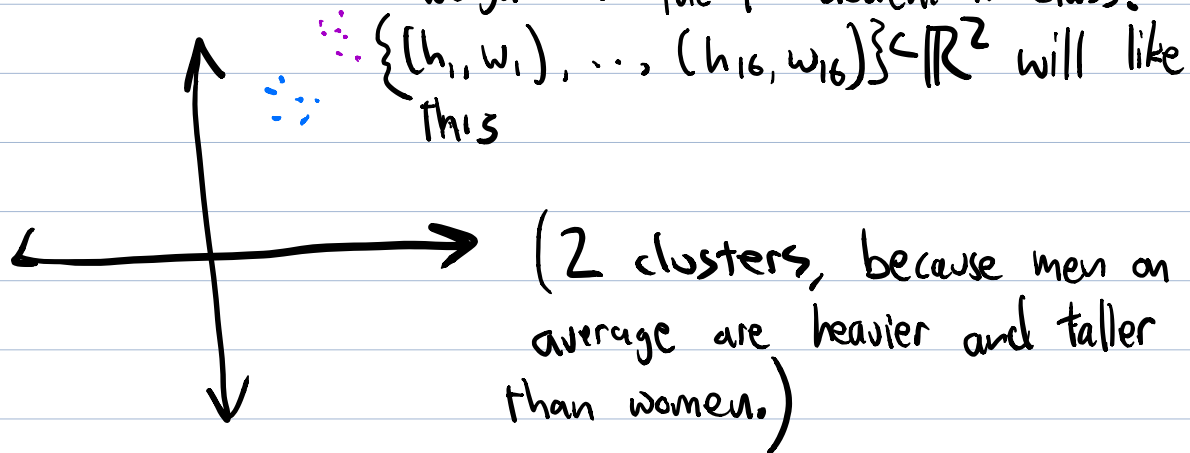 {(h₁, w₁), ..., (h₁₆, w₁₆)}⊂ℝ² will like
this
(2 clusters, because men on
average are heavier and taller
than women.)